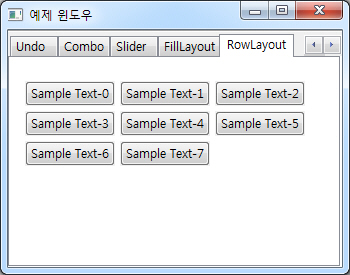 예제 윈도우
Undo Combo Slider FillLayout RowLayout
Sample Text-0 Sample Text-1 Sample Text-2
Sample Text-3 Sample Text-4 Sample Text-5
Sample Text-6 Sample Text-7